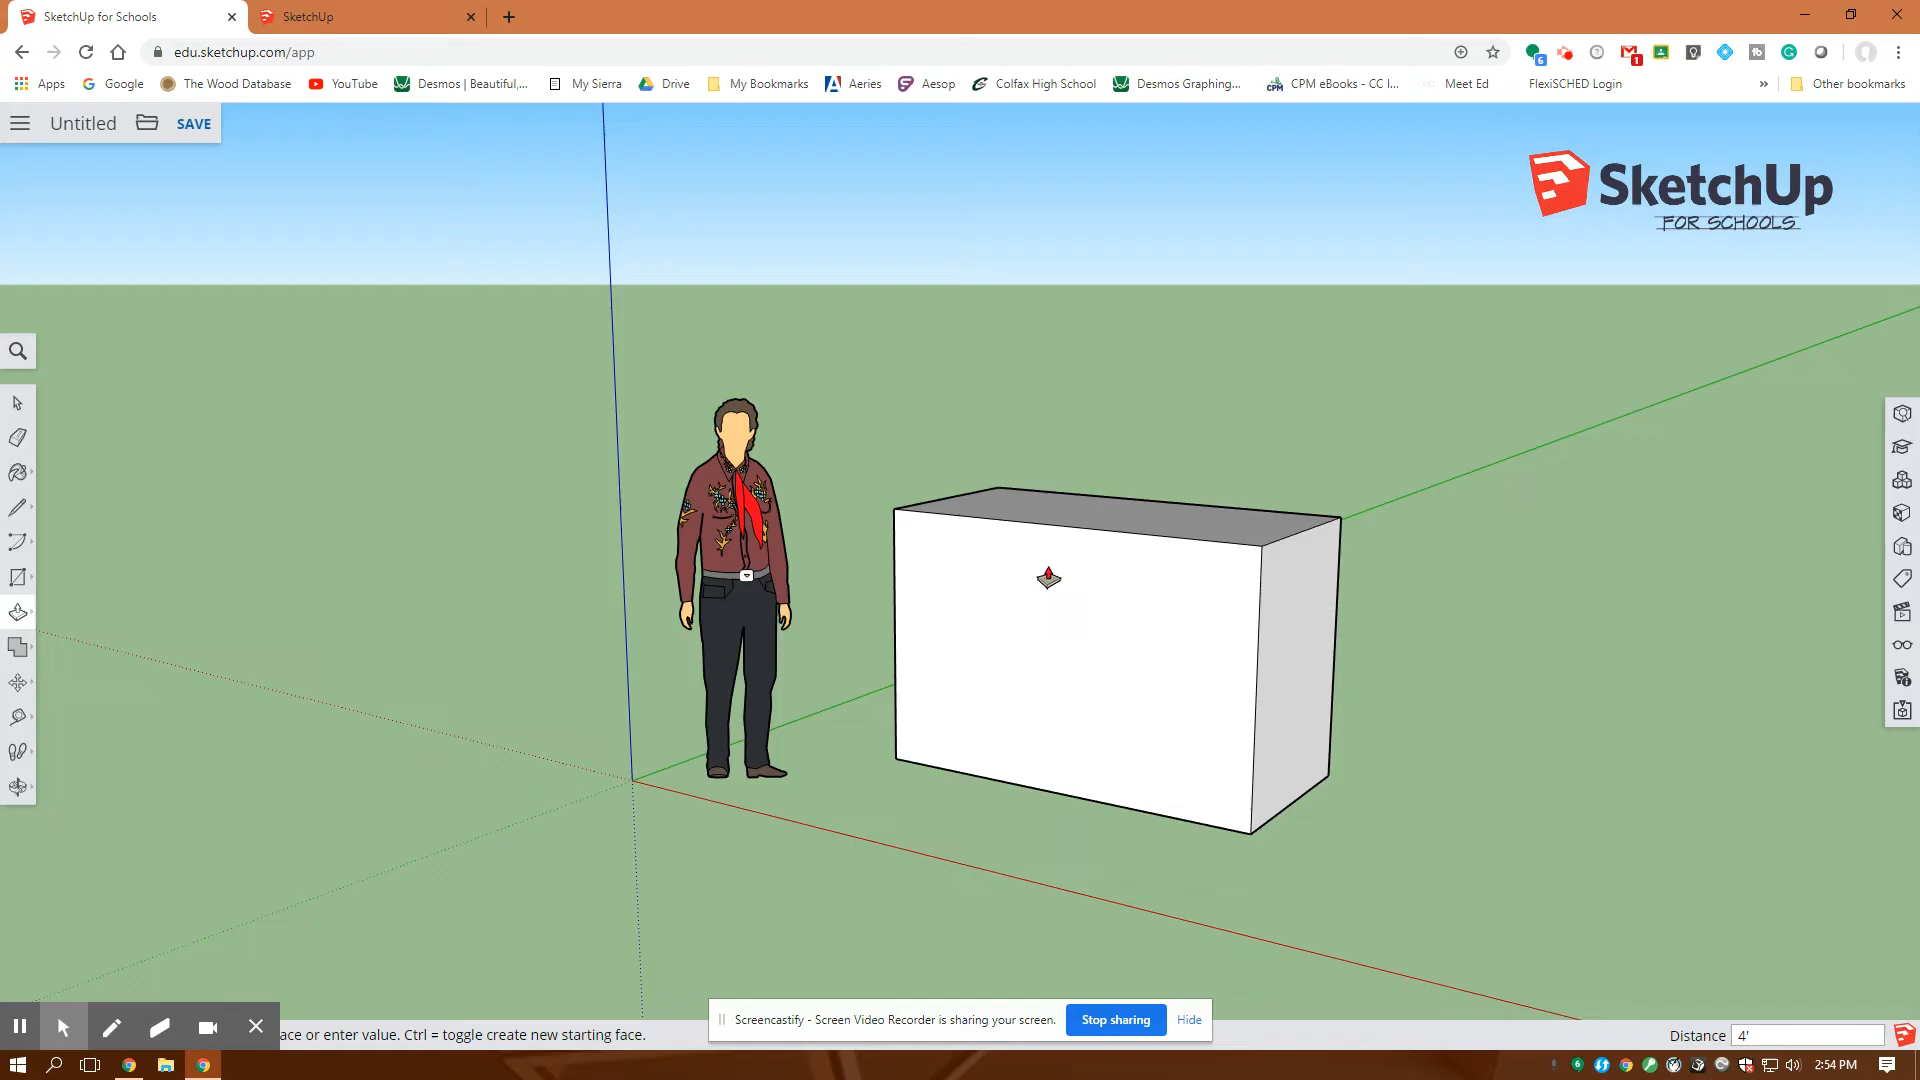 SketchUp for Schools
SketchUp
edu.sketchup.com/app
6
1
Apps
Google
The Wood Database
YouTube
Desmos | Beautiful,...
My Sierra
Drive
My Bookmarks
Aeries
Aesop
Colfax High School
Desmos Graphing...
CPM eBooks - CC I...
Meet Ed
FlexiSCHED Login
» Other bookmarks
Untitled
SAVE
SketchUp
FOR SCHOOLS
Screencastify - Screen Video Recorder is sharing your screen.
Stop sharing
Hide
ace or enter value. Ctrl = toggle create new starting face.
Distance 4'
2:54 PM